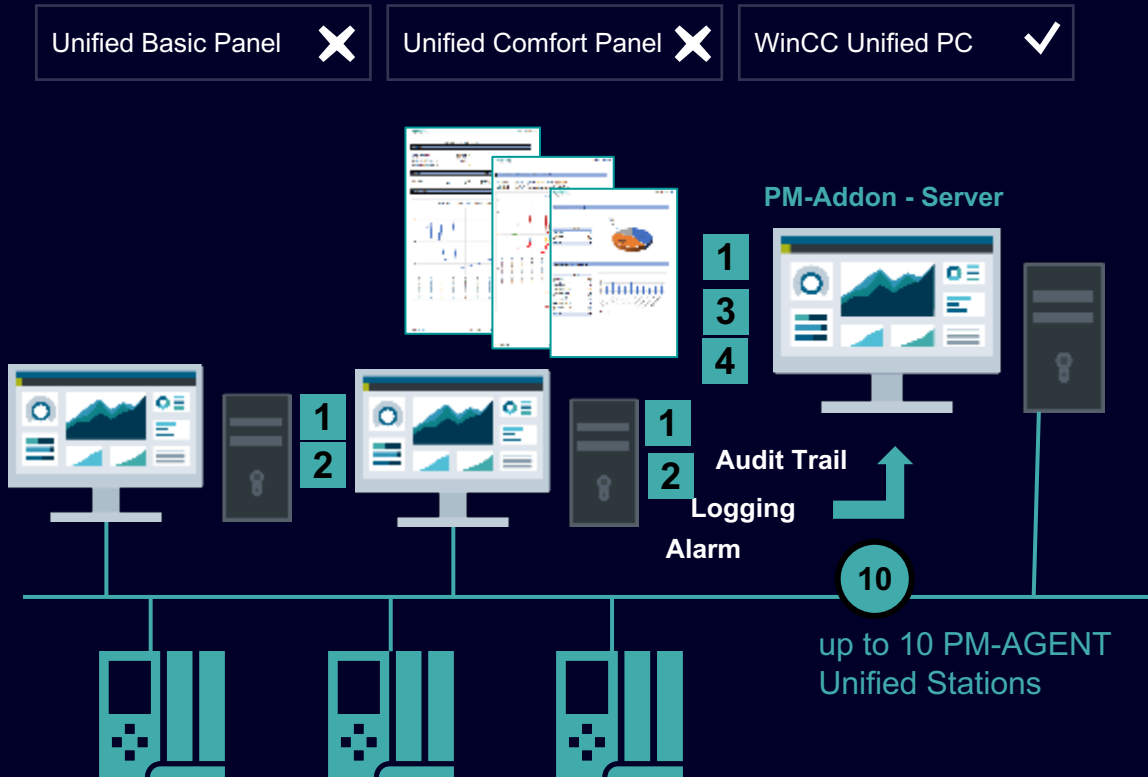 Unified Basic Panel
Unified Comfort Panel
WinCC Unified PC
PM-Addon - Server
1
3
4
1
2
1
2
Audit Trail
Logging
Alarm
10
up to 10 PM-AGENT
Unified Stations